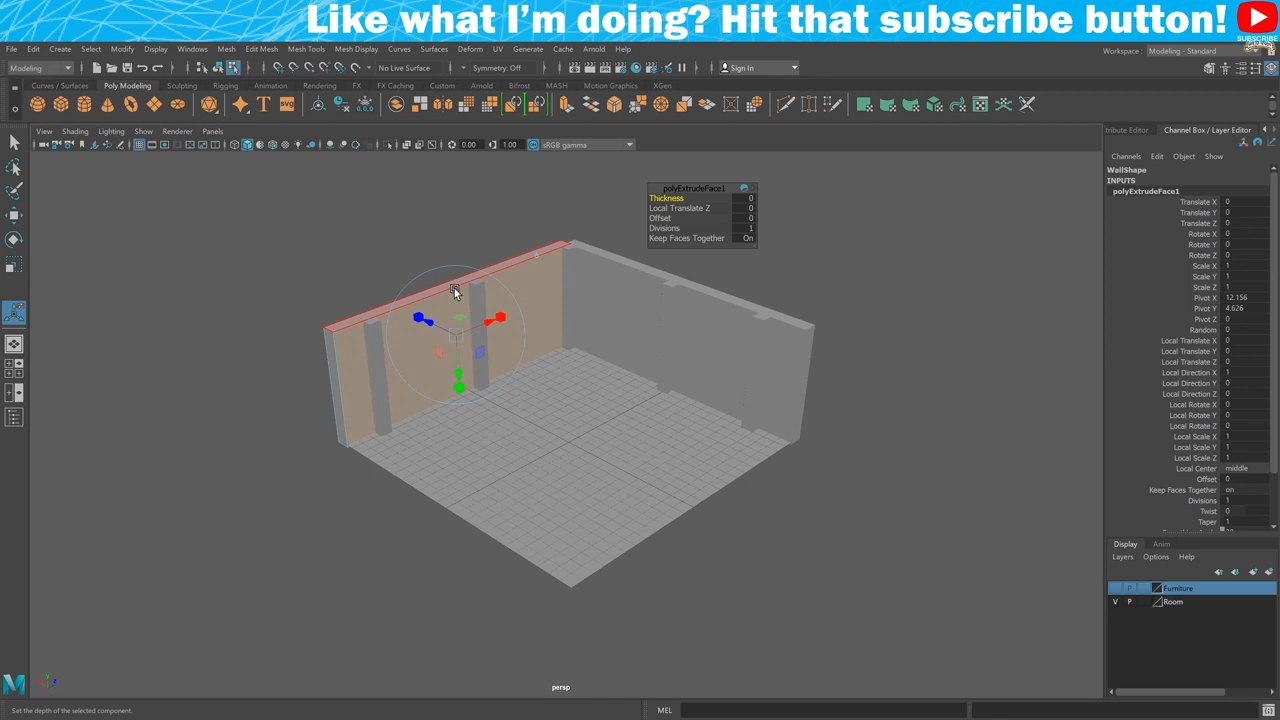 Like what I'm doing? Hit that subscribe button!
SUBSCRIBE
File Edit Create Select Modify Display Windows Mesh Edit Mesh Mesh Tools Mesh Display Curves Surfaces Deform UV Generate Cache Arnold Help
Workspace : Modeling - Standard
Modeling No Live Surface Symmetry: Off Sign In
Curves / Surfaces Poly Modeling Sculpting Rigging Animation Rendering FX FX Caching Custom Arnold Bifrost MASH Motion Graphics XGen
View Shading Lighting Show Renderer Panels
tribute Editor Channel Box / Layer Editor
0.00 1.00 sRGB gamma
Channels Edit Object Show
WallShape
INPUTS
polyExtrudeFace1
Translate X 0
Translate Y 0
Translate Z 0
Rotate X 0
Rotate Y 0
Rotate Z 0
Scale X 1
Scale Y 1
Scale Z 1
Pivot X 12.156
Pivot Y 4.626
Pivot Z 0
Random 0
Local Translate X 0
Local Translate Y 0
Local Translate Z 0
Local Direction X 1
Local Direction Y 0
Local Direction Z 0
Local Rotate X 0
Local Rotate Y 0
Local Rotate Z 0
Local Scale X 1
Local Scale Y 1
Local Scale Z 1
Local Center middle
Offset 0
Keep Faces Together on
Divisions 1
Twist 0
Taper 1
polyExtrudeFace1
Thickness 0
Local Translate Z 0
Offset 0
Divisions 1
Keep Faces Together On
Display Anim
Layers Options Help
P Furniture
V P Room
persp
Set the depth of the selected component.
MEL